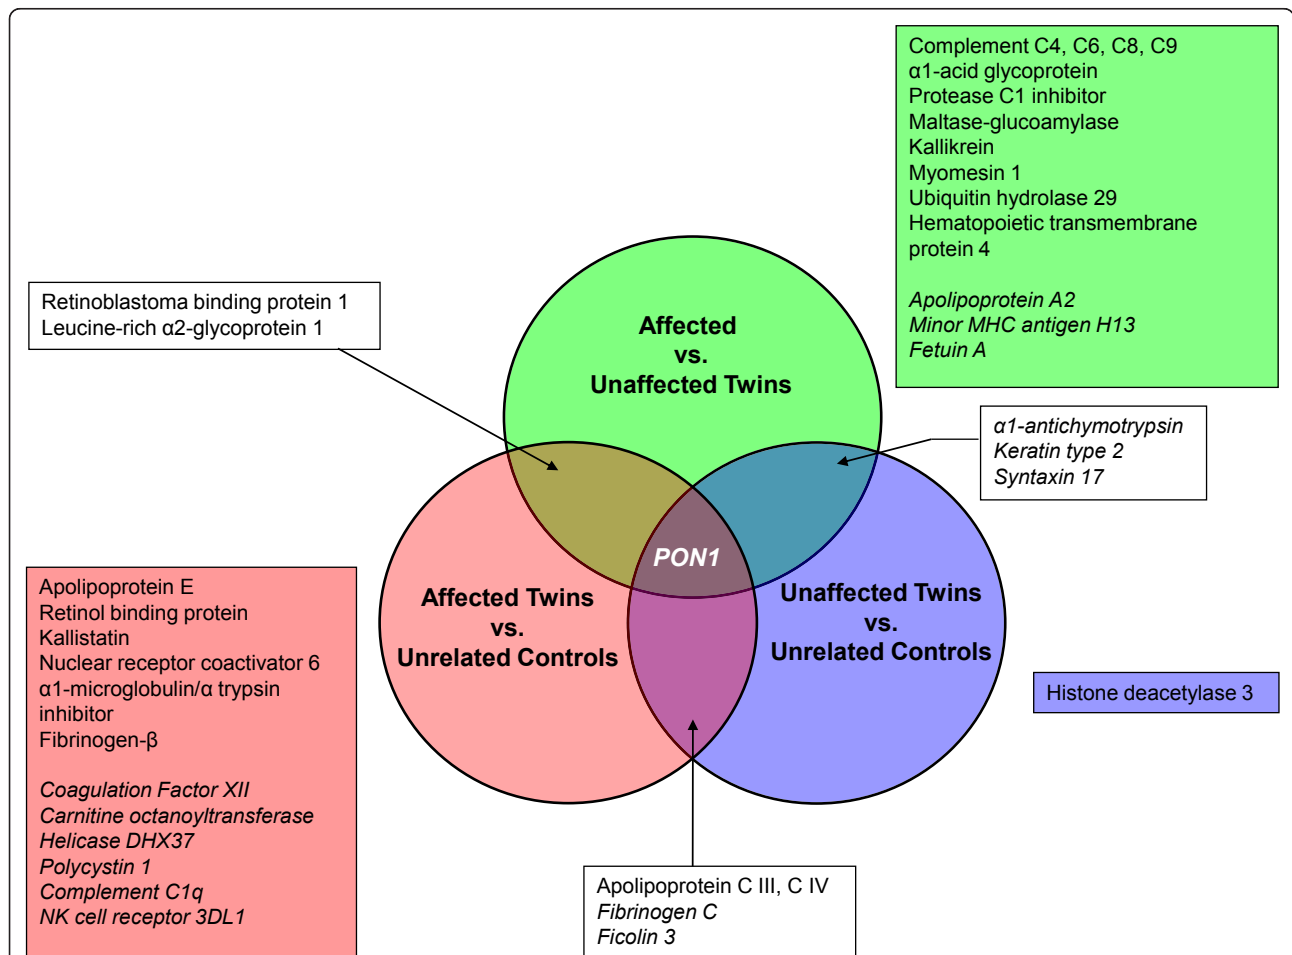 Complement C4, C6, C8, C9
α1-acid glycoprotein
Protease C1 inhibitor
Maltase-glucoamylase
Kallikrein
Myomesin 1
Ubiquitin hydrolase 29
Hematopoietic transmembrane
protein 4
Apolipoprotein A2
Minor MHC antigen H13
Fetuin A
Retinoblastoma binding protein 1
Leucine-rich α2-glycoprotein 1
Affected
vs.
Unaffected Twins
α1-antichymotrypsin
Keratin type 2
Syntaxin 17
PON1
Affected Twins
vs.
Unrelated Controls
Unaffected Twins
vs.
Unrelated Controls
Apolipoprotein E
Retinol binding protein
Kallistatin
Nuclear receptor coactivator 6
α1-microglobulin/α trypsin
inhibitor
Fibrinogen-β
Coagulation Factor XII
Carnitine octanoyltransferase
Helicase DHX37
Polycystin 1
Complement C1q
NK cell receptor 3DL1
Histone deacetylase 3
Apolipoprotein C III, C IV
Fibrinogen C
Ficolin 3